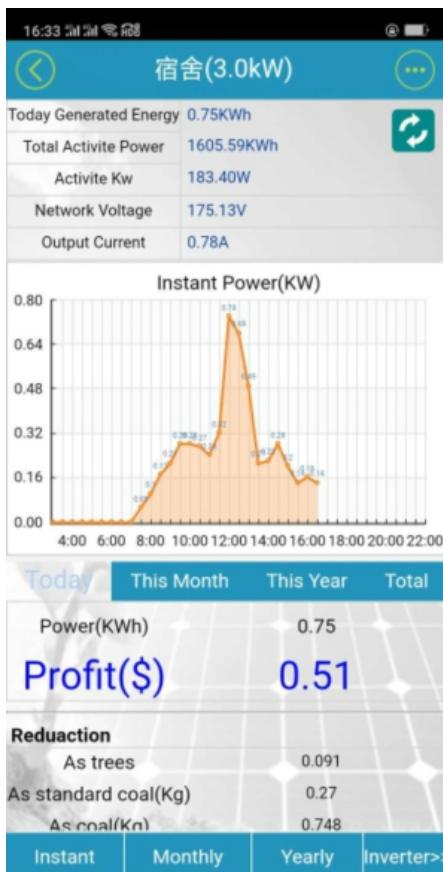 16:33
宿舍(3.0kW)
Today Generated Energy 0.75KWh
Total Activite Power 1605.59KWh
Activite Kw 183.40W
Network Voltage 175.13V
Output Current 0.78A
Instant Power(KW)
0.80
0.64
0.48
0.32
0.16
0.00
0.74
4:00 6:00 8:00 10:00 12:00 14:00 16:00 18:00 20:00 22:00
Today This Month This Year Total
Power(KWh) 0.75
Profit($) 0.51
Reduaction
As trees 0.091
As standard coal(Kg) 0.27
As coal(Kg) 0.748
Instant Monthly Yearly Inverter>>